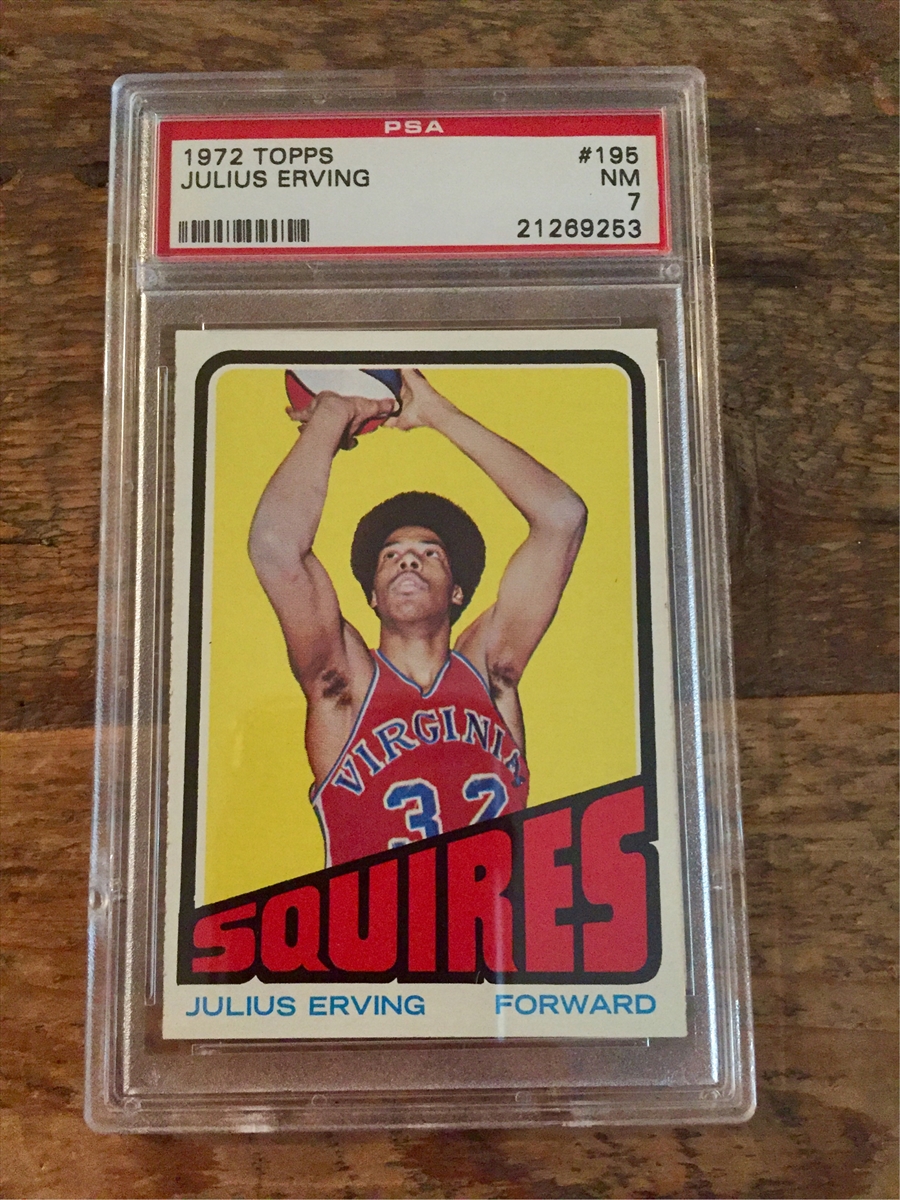 PSA
1972 TOPPS #195
JULIUS ERVING NM
7
21269253
VIRGINIA
32
SQUIRES
JULIUS ERVING FORWARD